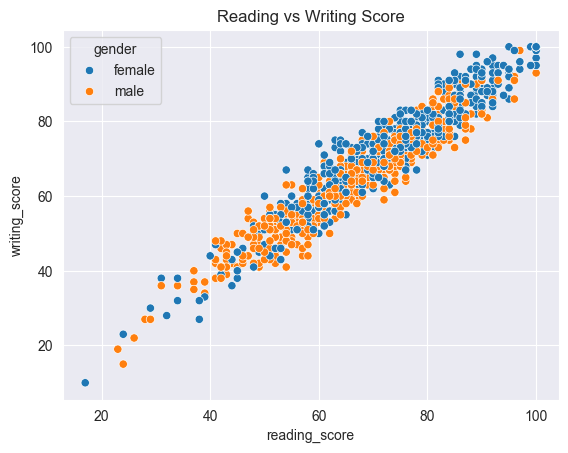 Reading vs Writing Score
gender
female
male
100
80
60
40
20
writing_score
20
40
60
80
100
reading_score